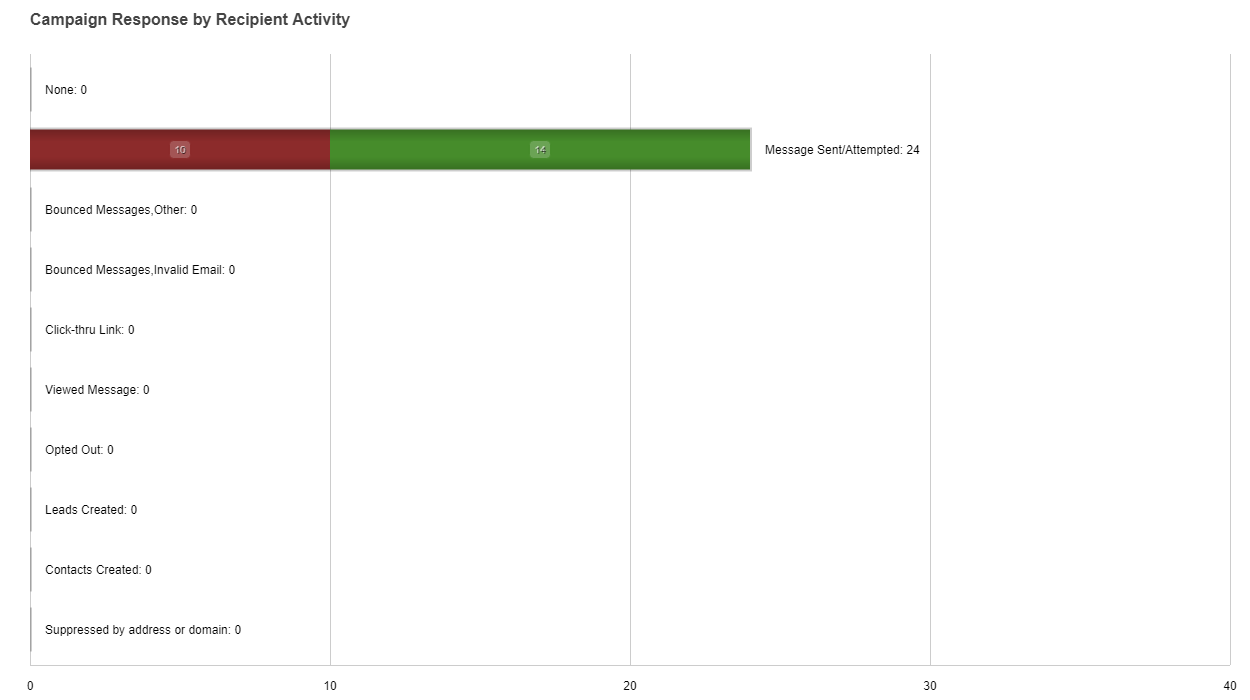 Campaign Response by Recipient Activity
None: 0
10 14 Message Sent/Attempted: 24
Bounced Messages,Other: 0
Bounced Messages,Invalid Email: 0
Click-thru Link: 0
Viewed Message: 0
Opted Out: 0
Leads Created: 0
Contacts Created: 0
Suppressed by address or domain: 0
0 10 20 30 40